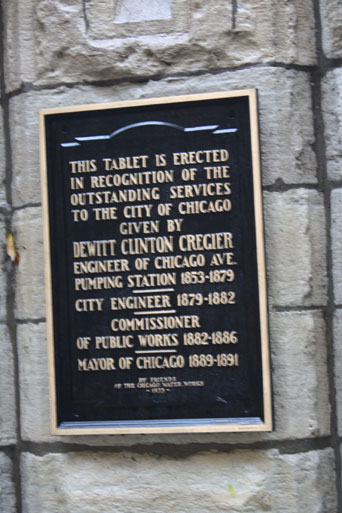 THIS TABLET IS ERECTED
IN RECOGNITION OF THE
OUTSTANDING SERVICES
TO THE CITY OF CHICAGO
GIVEN BY
DEWITT CLINTON CREGIER
ENGINEER OF CHICAGO AVE.
PUMPING STATION 1853-1879
CITY ENGINEER 1879-1882
COMMISSIONER
OF PUBLIC WORKS 1882-1886
MAYOR OF CHICAGO 1889-1891
BY FRIENDS
OF THE CHICAGO WATER WORKS